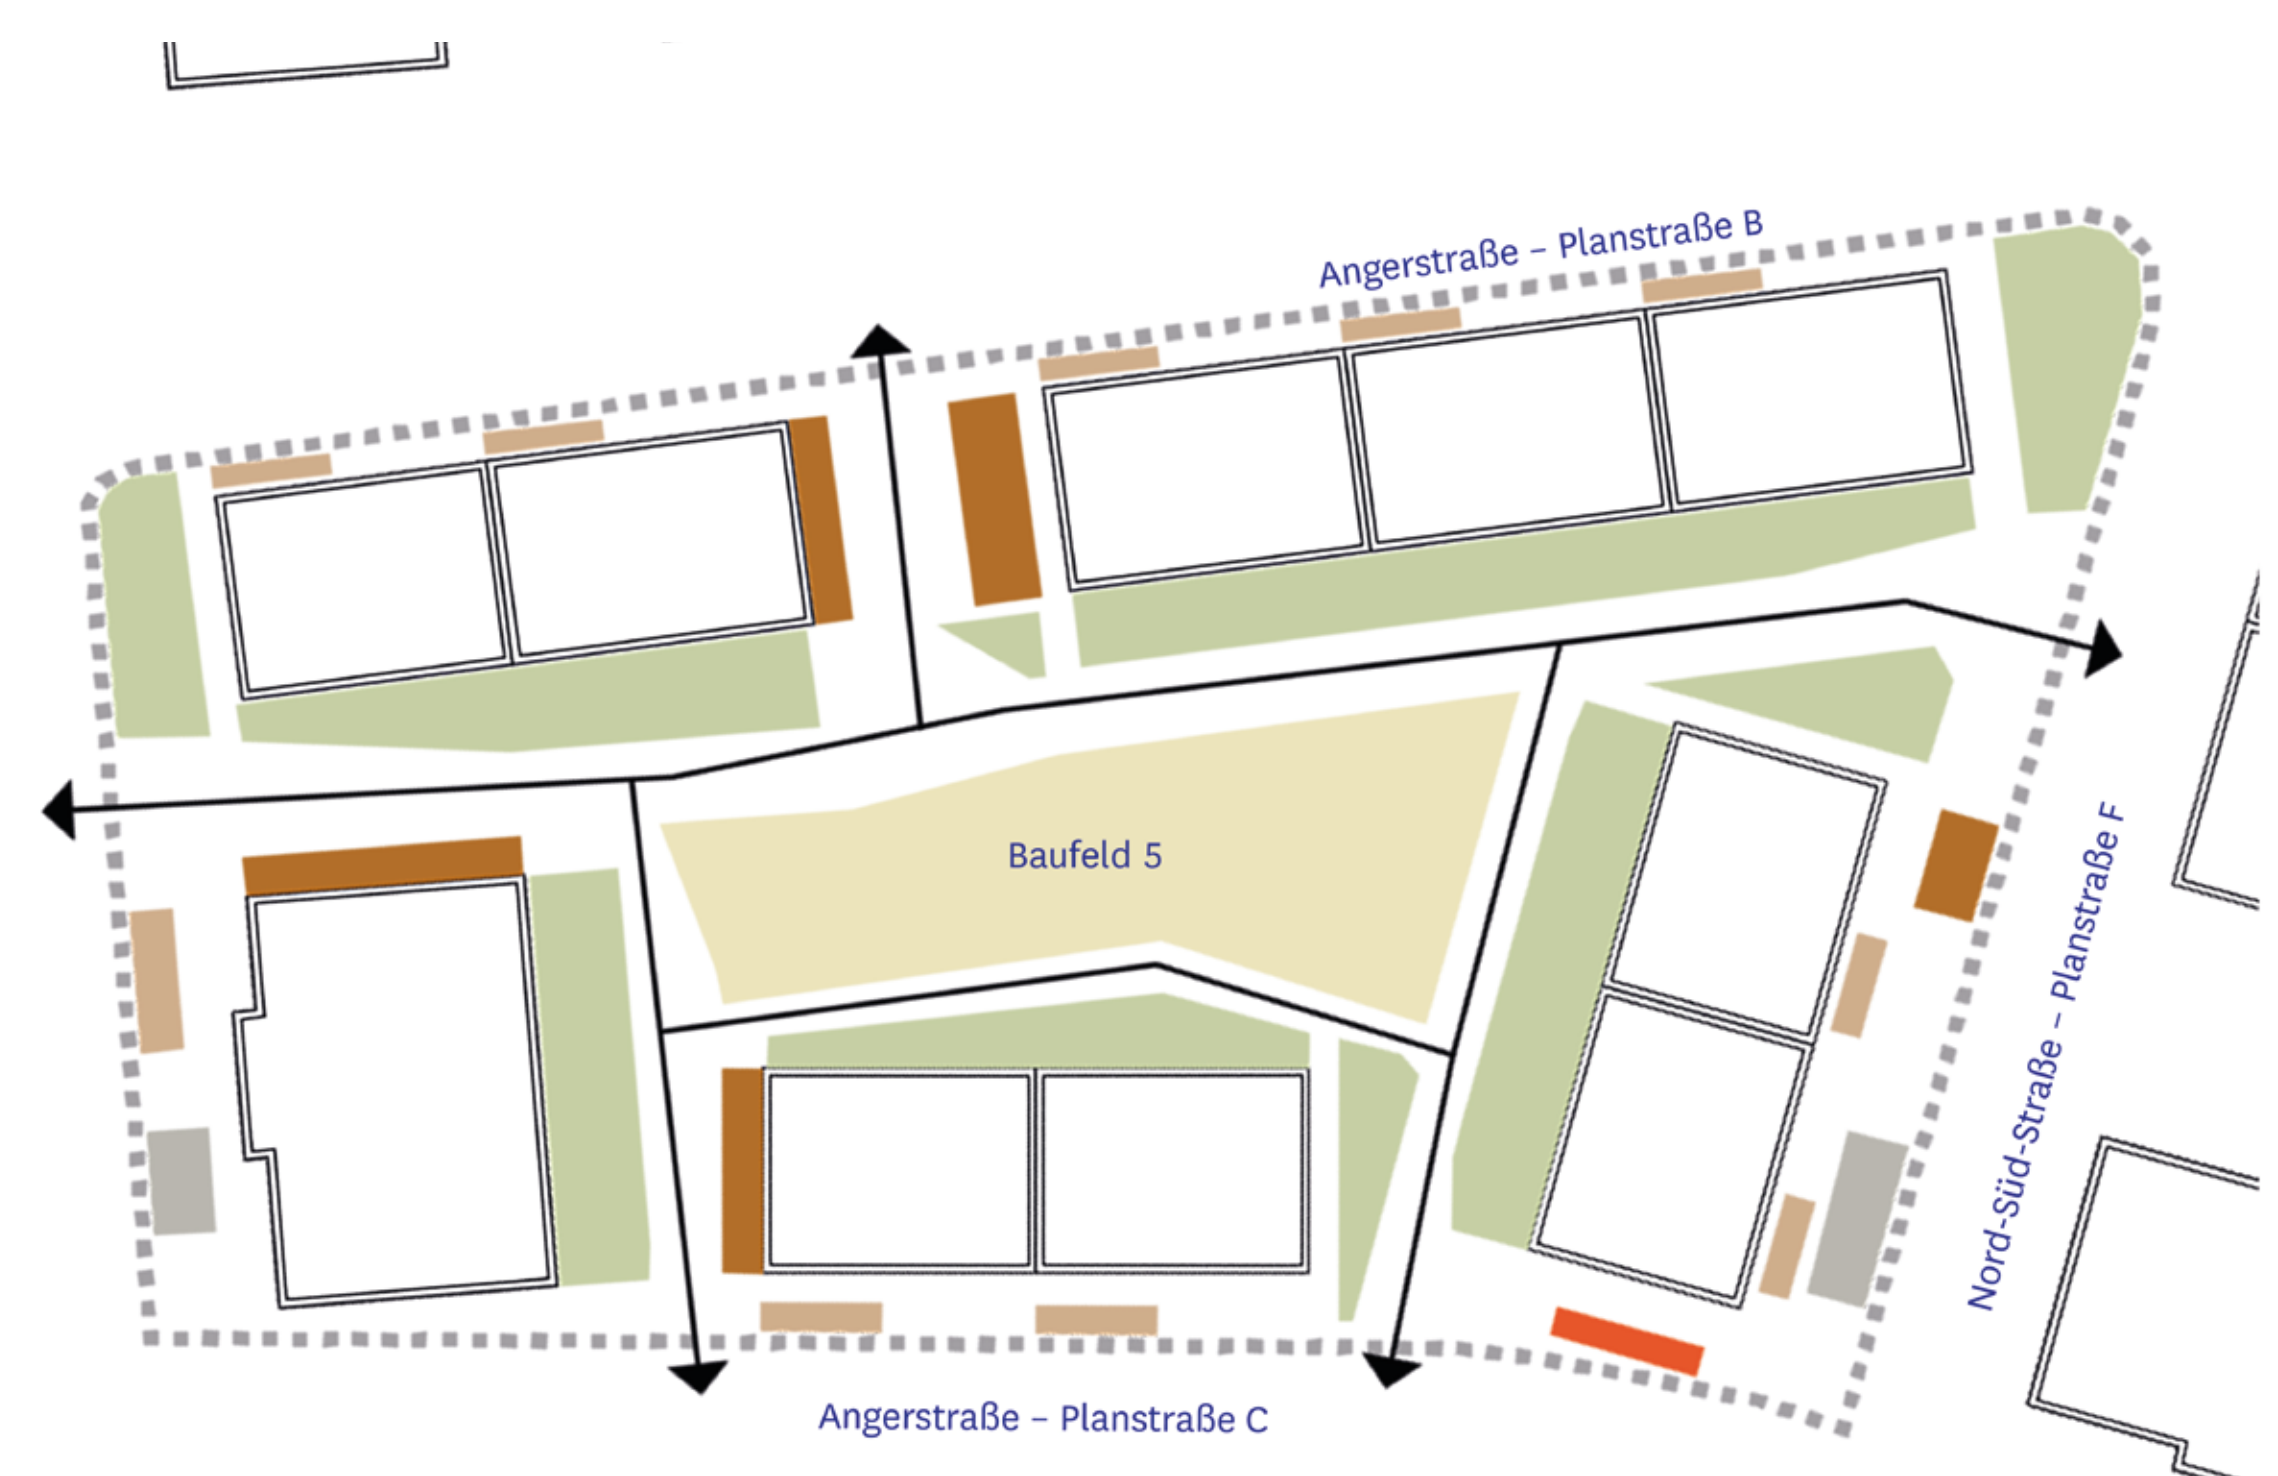 Angerstraße – Planstraße B
Baufeld 5
Nord-Süd-Straße – Planstraße F
Angerstraße – Planstraße C